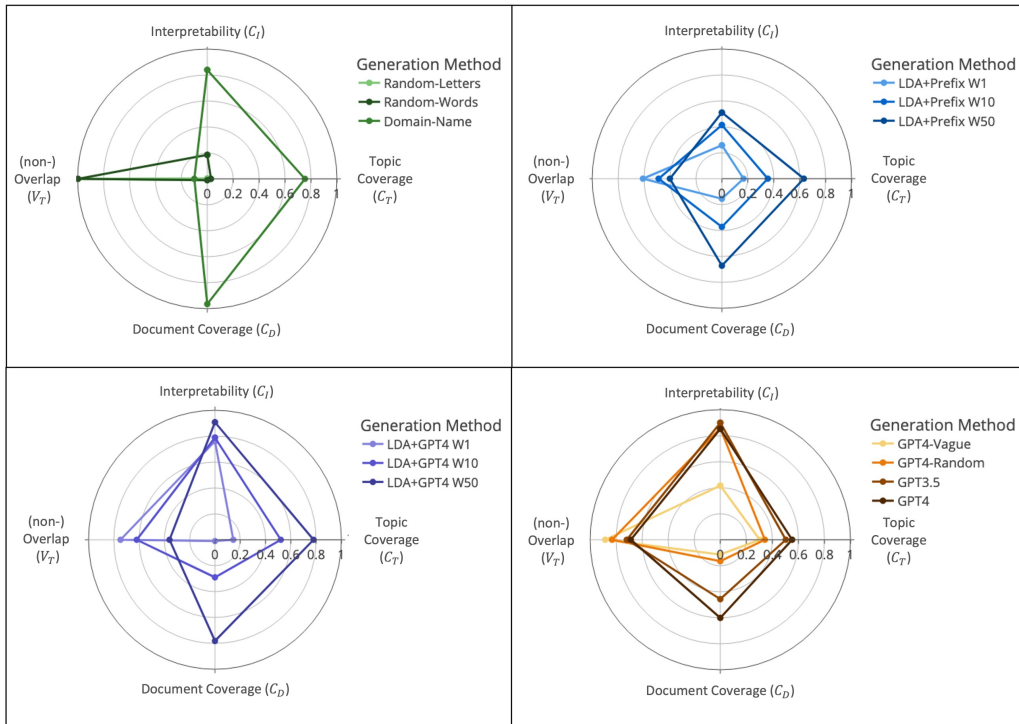 Interpretability (C_I)
Generation Method
Random-Letters
Random-Words
Domain-Name
(non-)
Overlap
(V_T)
Topic
Coverage
(C_T)
0 0.2 0.4 0.6 0.8 1
Document Coverage (C_D)
Interpretability (C_I)
Generation Method
LDA+Prefix W1
LDA+Prefix W10
LDA+Prefix W50
(non-)
Overlap
(V_T)
Topic
Coverage
(C_T)
0 0.2 0.4 0.6 0.8 1
Document Coverage (C_D)
Interpretability (C_I)
Generation Method
LDA+GPT4 W1
LDA+GPT4 W10
LDA+GPT4 W50
(non-)
Overlap
(V_T)
Topic
Coverage
(C_T)
0 0.2 0.4 0.6 0.8 1
Document Coverage (C_D)
Interpretability (C_I)
Generation Method
GPT4-Vague
GPT4-Random
GPT3.5
GPT4
(non-)
Overlap
(V_T)
Topic
Coverage
(C_T)
0 0.2 0.4 0.6 0.8 1
Document Coverage (C_D)